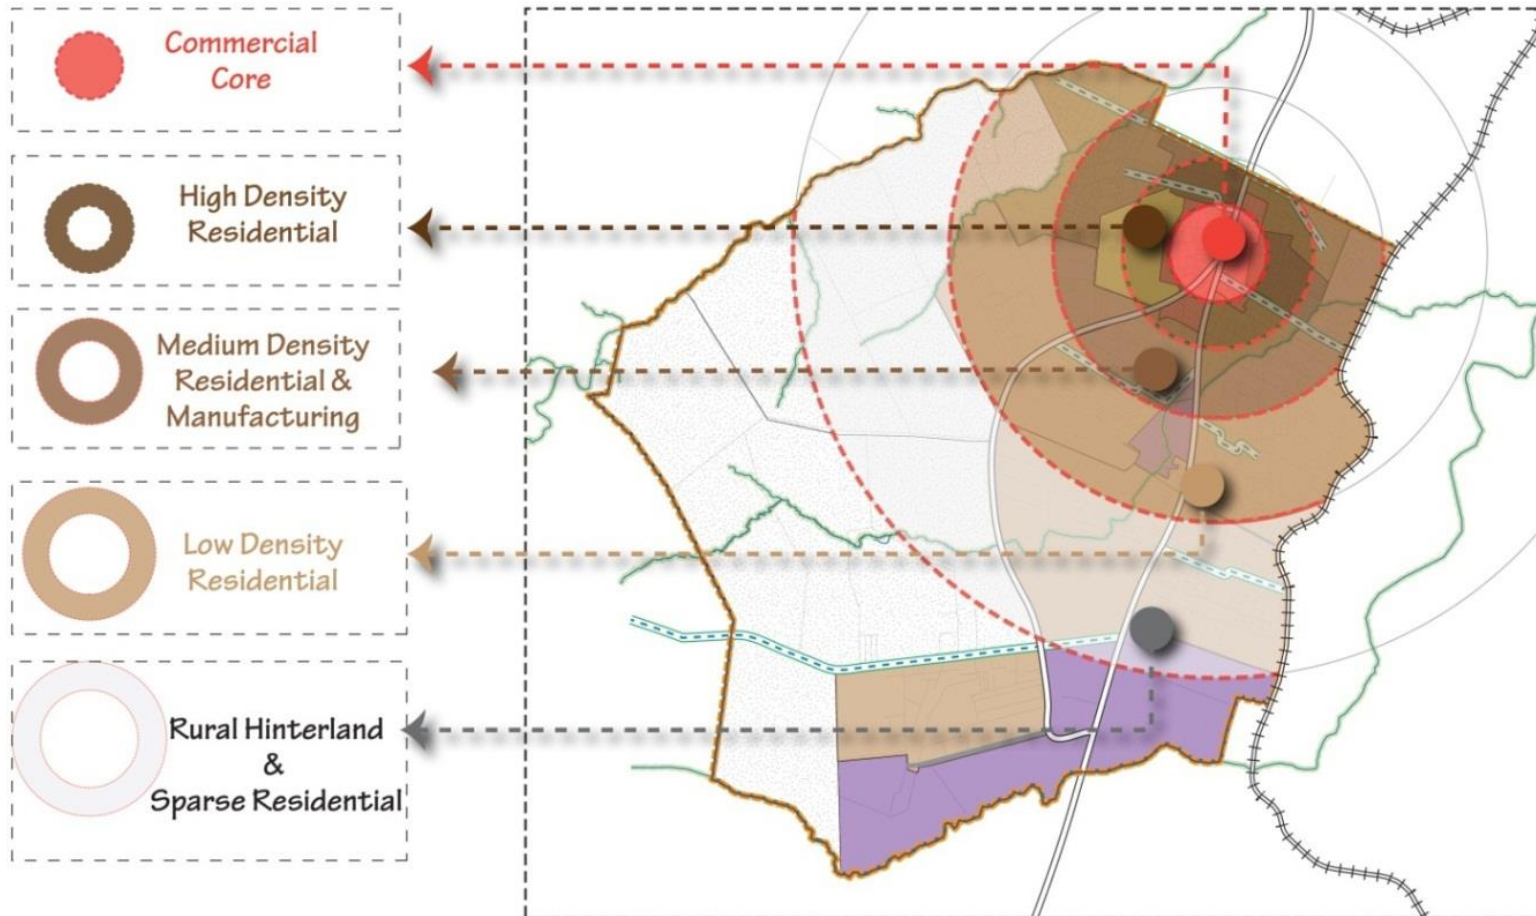 Commercial
Core
High Density
Residential
Medium Density
Residential &
Manufacturing
Low Density
Residential
Rural Hinterland
&
Sparse Residential